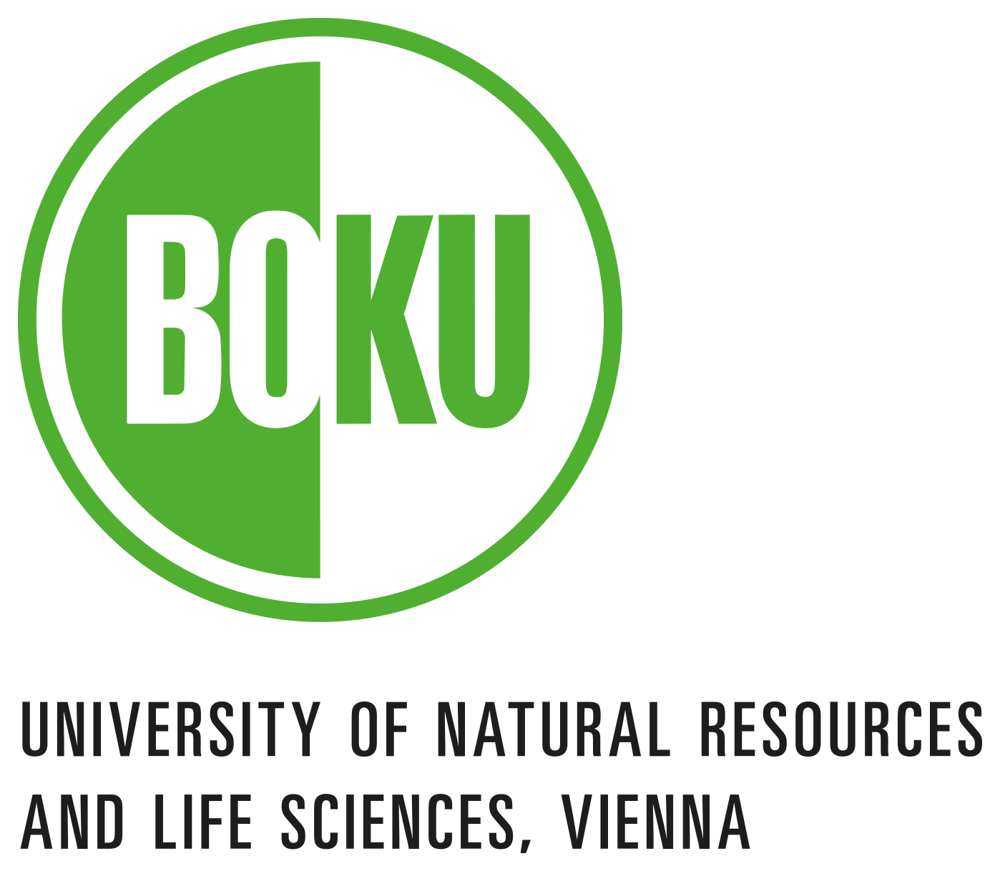 BOKU
UNIVERSITY OF NATURAL RESOURCES
AND LIFE SCIENCES, VIENNA